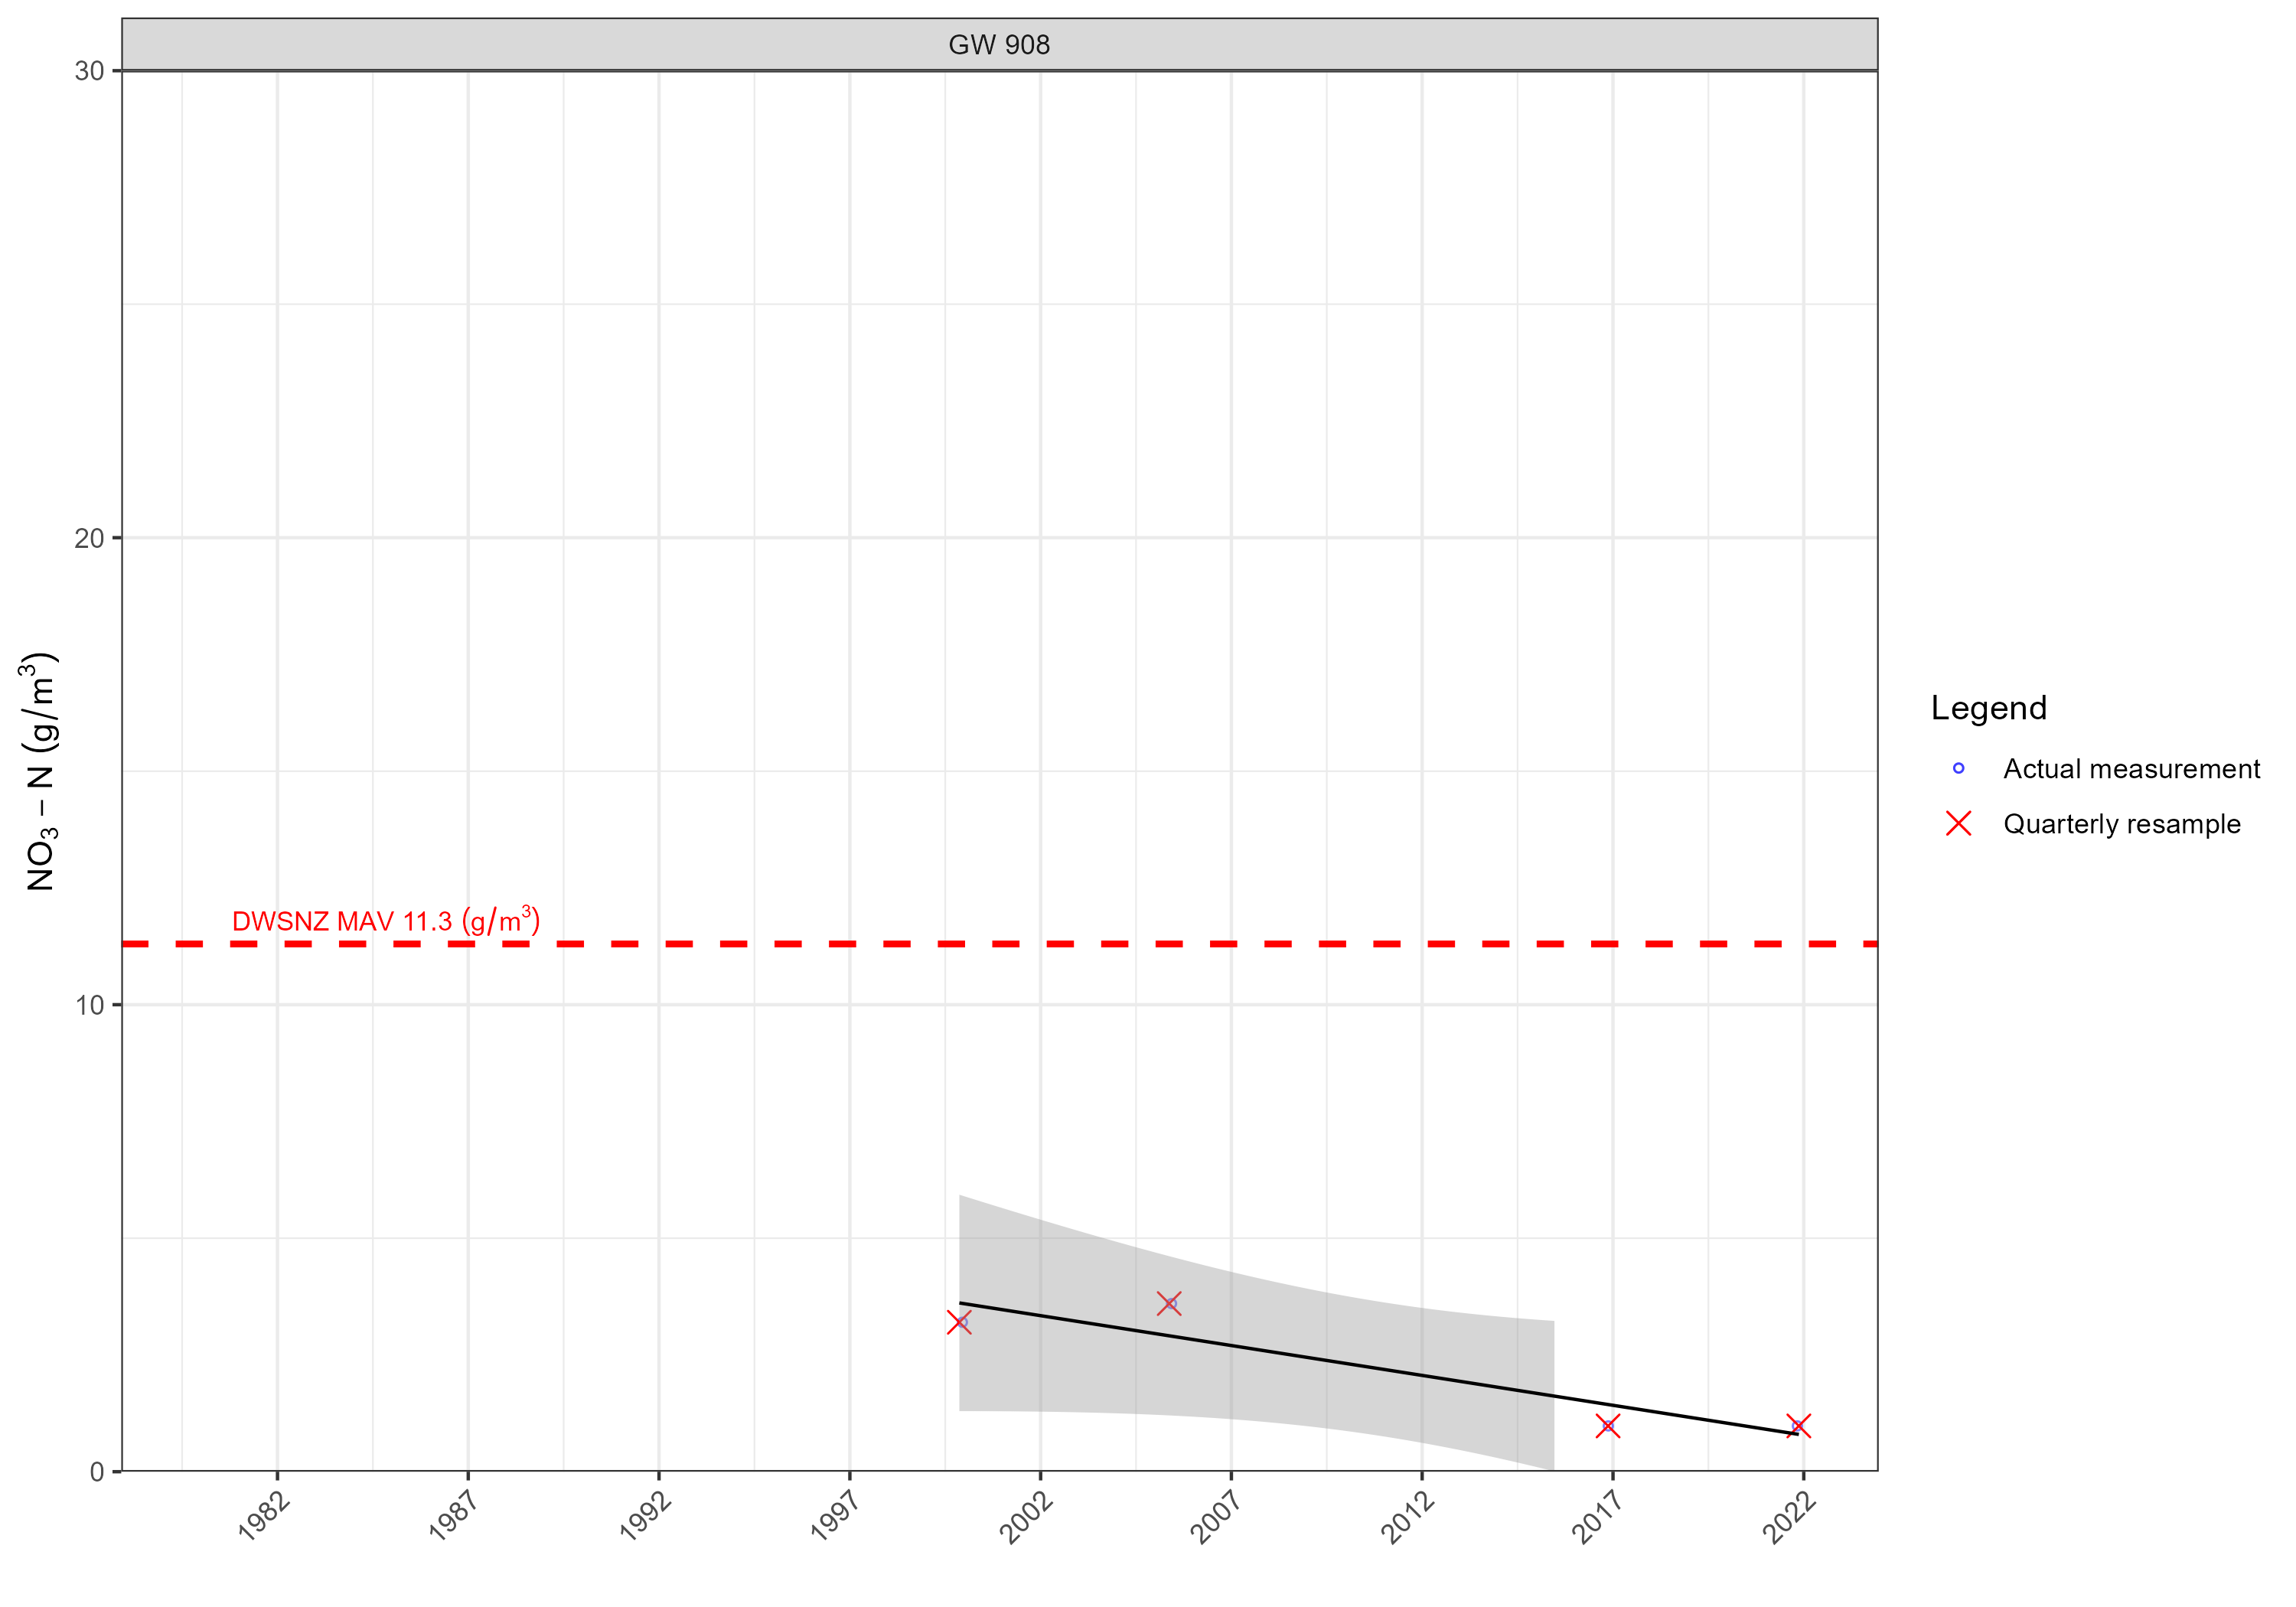 GW 908
30
20
10
0
NO₃ – N (g/m³)
DWSNZ MAV 11.3 (g/m³)
1982
1987
1992
1997
2002
2007
2012
2017
2022
Legend
Actual measurement
Quarterly resample